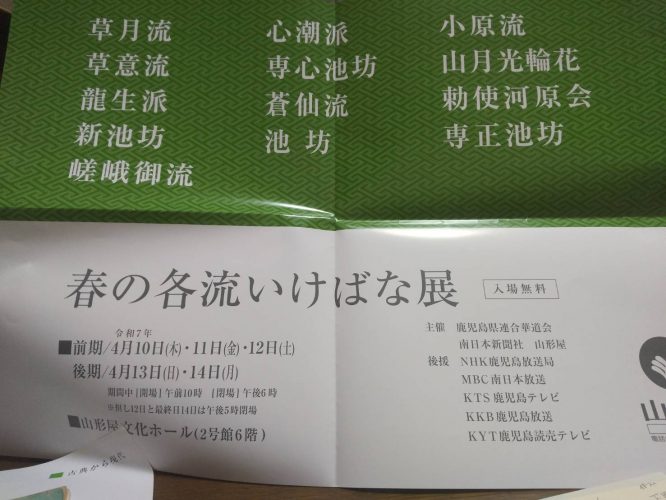 草月流
草意流
龍生派
新池坊
嵯峨御流
心潮派
専心池坊
蒼仙流
池坊
小原流
山月光輪花
勅使河原会
専正池坊
春の各流いけばな展
入場無料
令和7年
■前期/4月10日(木)・11日(金)・12日(土)
後期/4月13日(日)・14日(月)
期間中[開場]午前10時 [閉場]午後6時
※但し12日と最終日14日は午後5時閉場
■山形屋文化ホール(2号館6階)
主催 鹿児島県連合華道会
南日本新聞社 山形屋
後援 NHK鹿児島放送局
MBC南日本放送
KTS鹿児島テレビ
KKB鹿児島放送
KYT鹿児島読売テレビ
山
電話
古典から現代